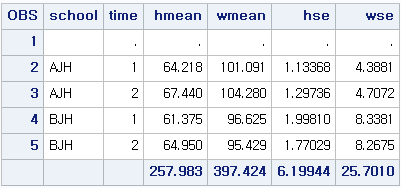 OBS school time hmean wmean hse wse
1 . . . . .
2 AJH 1 64.218 101.091 1.13368 4.3881
3 AJH 2 67.440 104.280 1.29736 4.7072
4 BJH 1 61.375 96.625 1.99810 8.3381
5 BJH 2 64.950 95.429 1.77029 8.2675
257.983 397.424 6.19944 25.7010